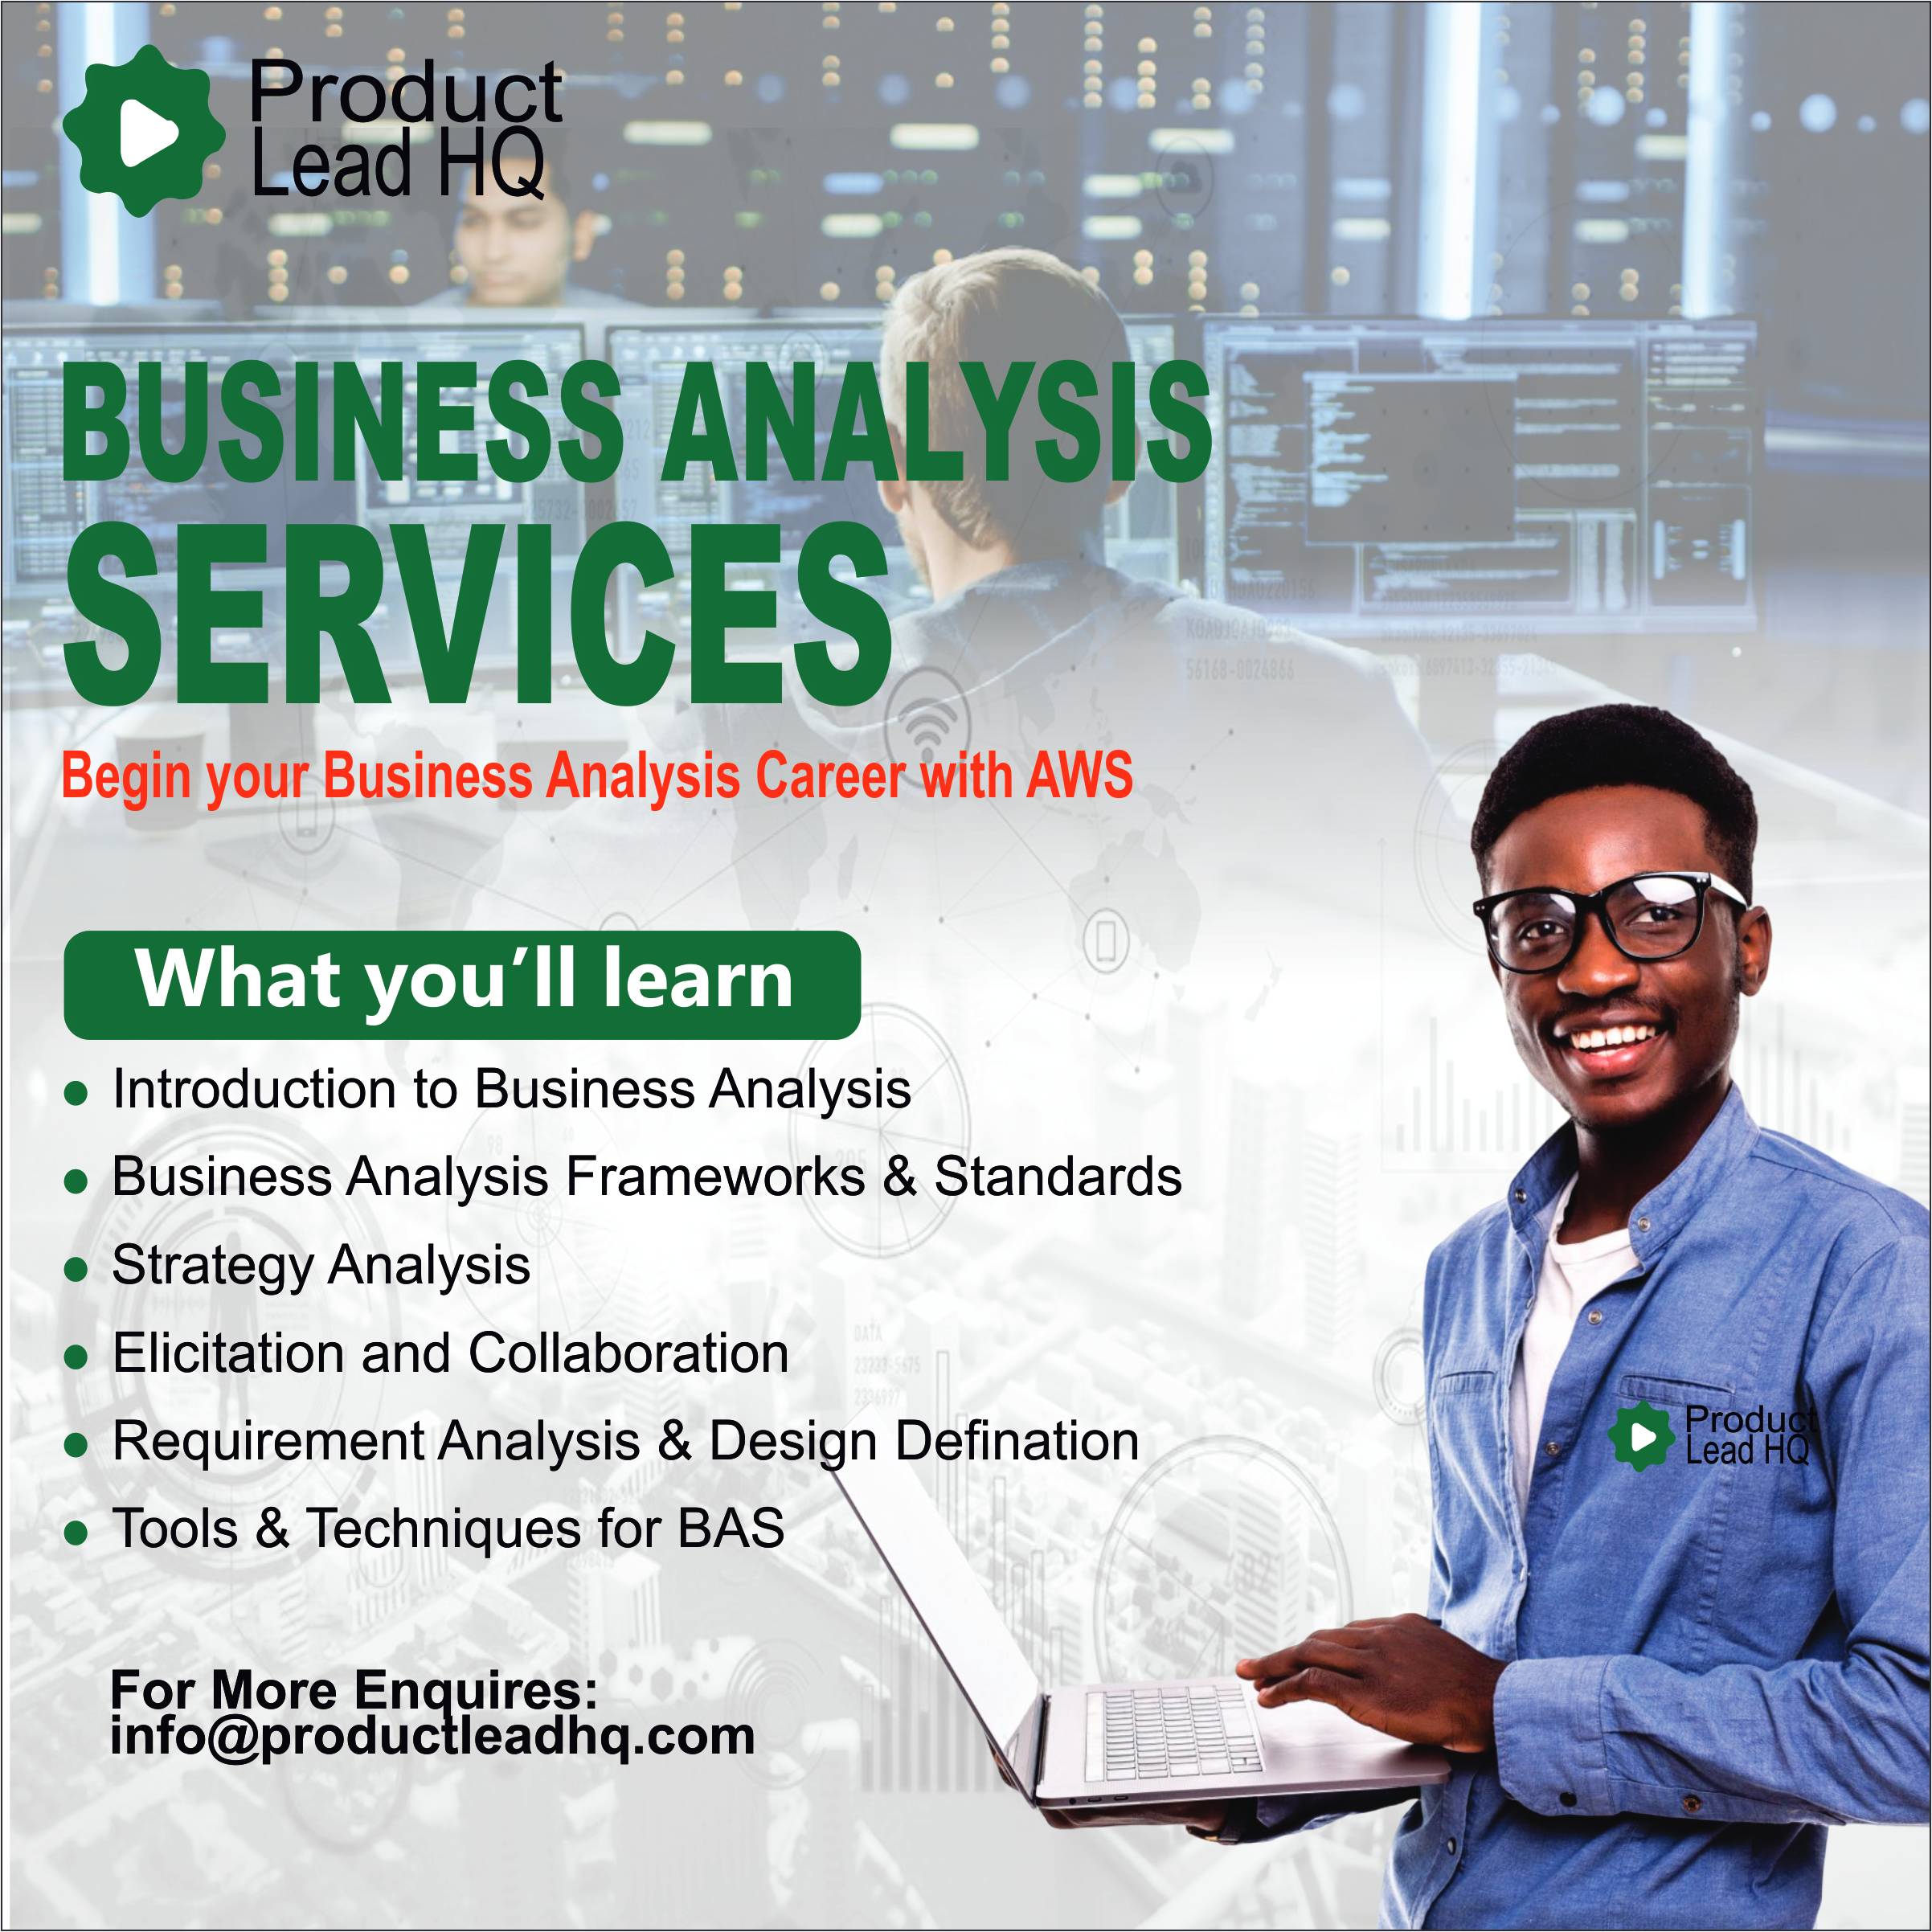 Product
Lead HQ
BUSINESS ANALYSIS
SERVICES
Begin your Business Analysis Career with AWS
What you’ll learn
Introduction to Business Analysis
Business Analysis Frameworks & Standards
Strategy Analysis
Elicitation and Collaboration
Requirement Analysis & Design Defination
Tools & Techniques for BAS
Product
Lead HQ
For More Enquires:
info@productleadhq.com